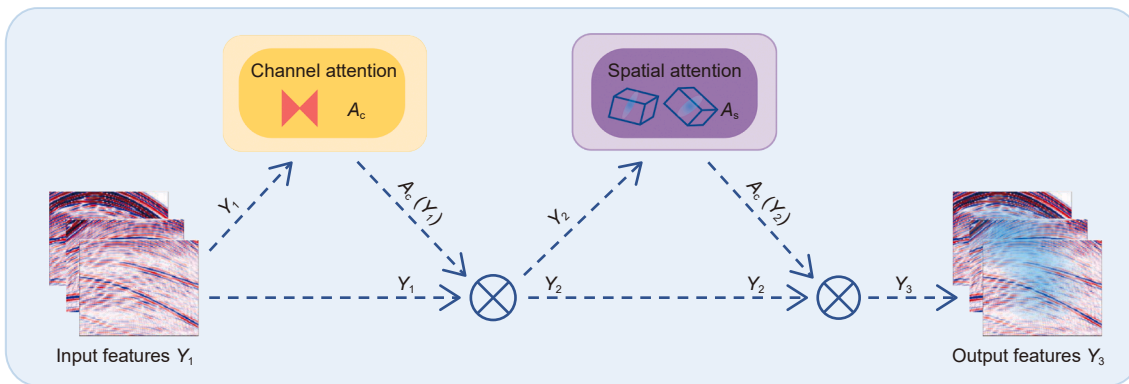 Channel attention
A_c
Spatial attention
A_s
Y_1
A_c (Y_1)
Y_2
A_c (Y_2)
Y_1
Y_2
Y_2
Y_3
Input features Y_1
Output features Y_3